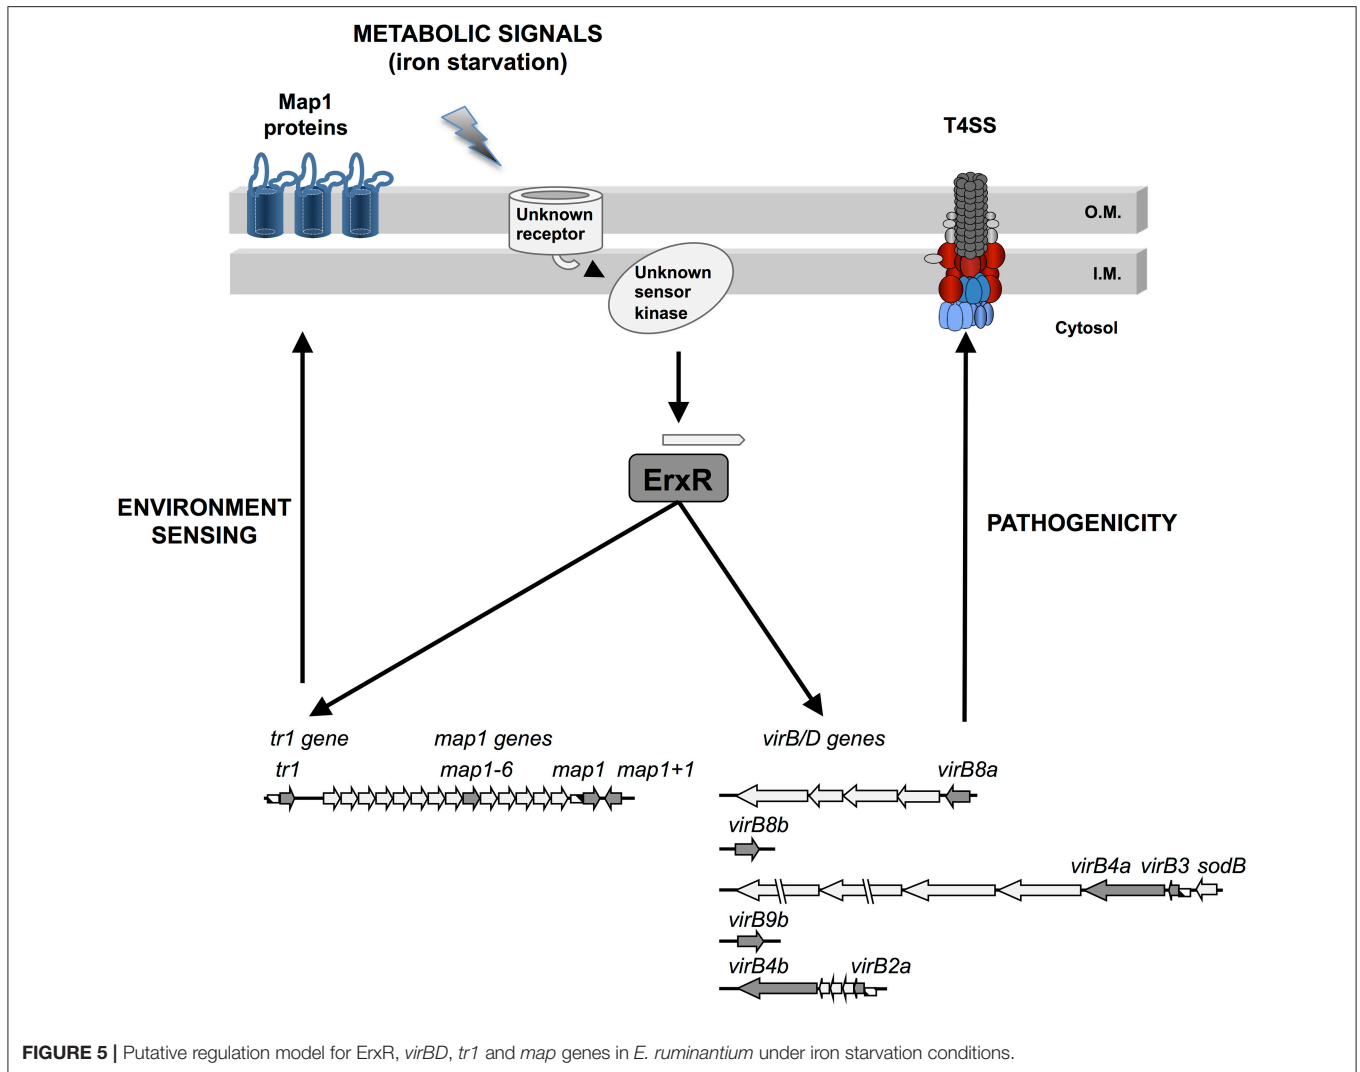 METABOLIC SIGNALS
(iron starvation)
Map1
proteins
T4SS
Unknown
receptor
O.M.
Unknown
sensor
kinase
I.M.
Cytosol
ErxR
ENVIRONMENT
SENSING
PATHOGENICITY
tr1 gene
map1 genes
virB/D genes
tr1
map1-6
map1
map1+1
virB8a
virB8b
virB4a
virB3
sodB
virB9b
virB4b
virB2a
FIGURE 5 | Putative regulation model for ErxR, virBD, tr1 and map genes in E. ruminantium under iron starvation conditions.